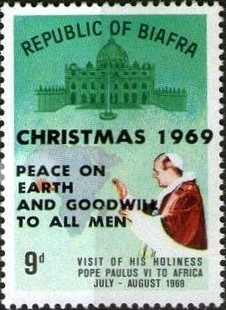 REPUBLIC OF BIAFRA
CHRISTMAS 1969
PEACE ON
EARTH
AND GOODWILL
TO ALL MEN
9d
VISIT OF HIS HOLINESS
POPE PAULUS VI TO AFRICA
JULY - AUGUST 1969